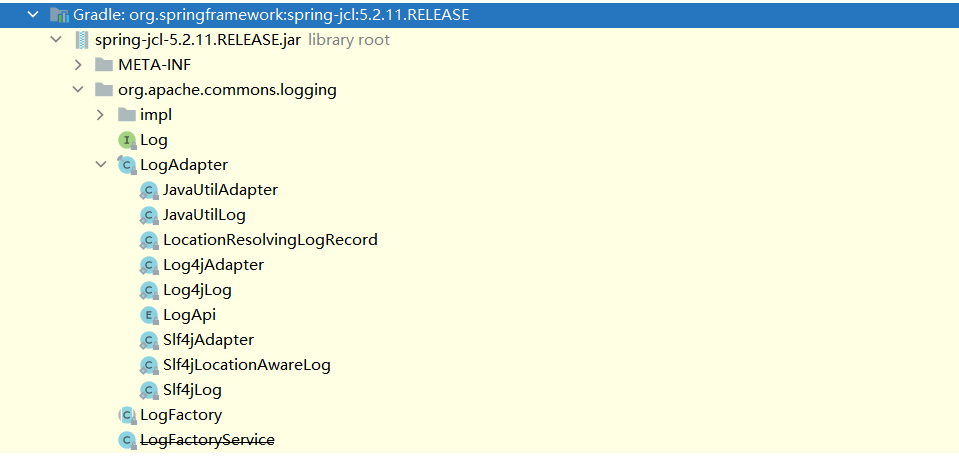 Gradle: org.springframework:spring-jcl:5.2.11.RELEASE
spring-jcl-5.2.11.RELEASE.jar library root
META-INF
org.apache.commons.logging
impl
I Log
C LogAdapter
C JavaUtilAdapter
C JavaUtilLog
C LocationResolvingLogRecord
C Log4jAdapter
C Log4jLog
E LogApi
C Slf4jAdapter
C Slf4jLocationAwareLog
C Slf4jLog
C LogFactory
C LogFactoryService